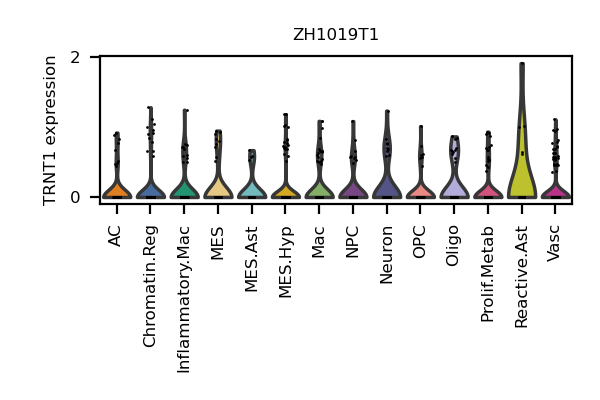 ZH1019T1
TRNT1 expression
2
0
AC
Chromatin.Reg
Inflammatory.Mac
MES
MES.Ast
MES.Hyp
Mac
NPC
Neuron
OPC
Oligo
Prolif.Metab
Reactive.Ast
Vasc